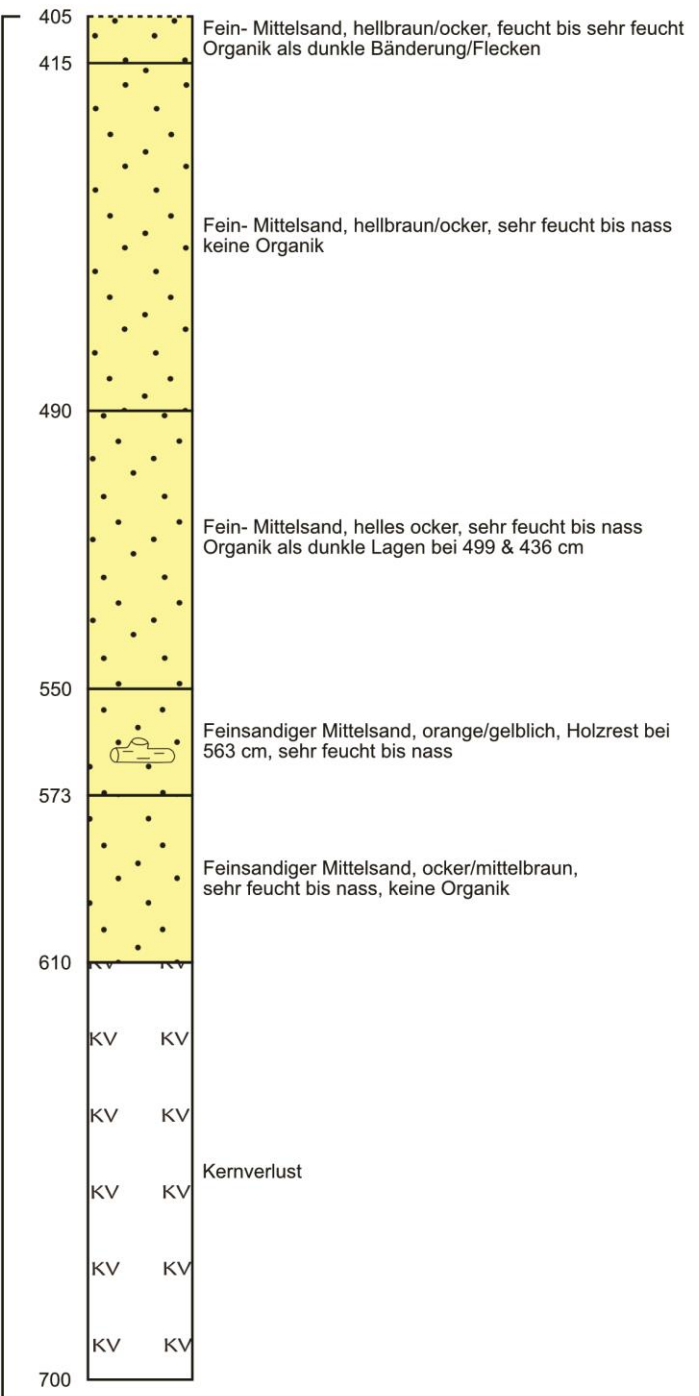 405
Fein- Mittelsand, hellbraun/ocker, feucht bis sehr feucht
Organik als dunkle Bänderung/Flecken
415
Fein- Mittelsand, hellbraun/ocker, sehr feucht bis nass
keine Organik
490
Fein- Mittelsand, helles ocker, sehr feucht bis nass
Organik als dunkle Lagen bei 499 & 436 cm
550
Feinsandiger Mittelsand, orange/gelblich, Holzrest bei
563 cm, sehr feucht bis nass
573
Feinsandiger Mittelsand, ocker/mittelbraun,
sehr feucht bis nass, keine Organik
610
KV KV
KV KV
KV KV
KV KV
Kernverlust
KV KV
KV KV
700